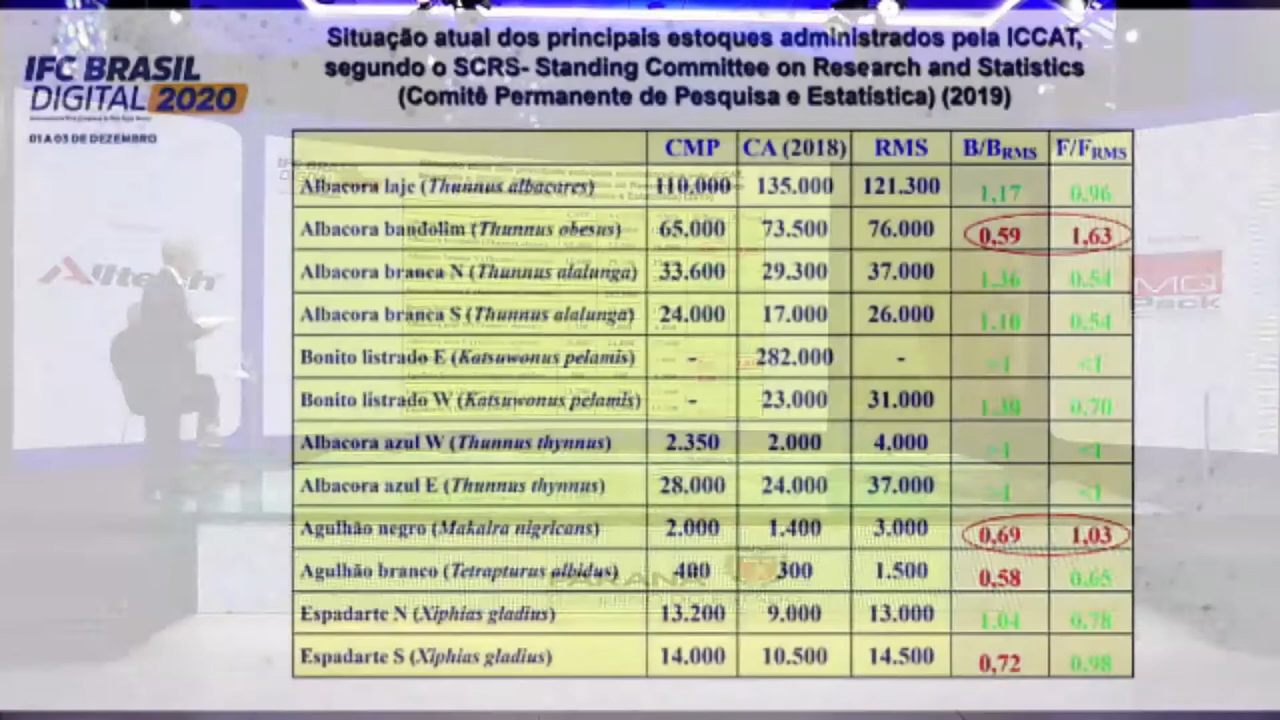 Situação atual dos principais estoques administrados pela ICCAT,
segundo o SCRS- Standing Committee on Research and Statistics
(Comitê Permanente de Pesquisa e Estatística) (2019)
IFC BRASIL
DIGITAL 2020
01 A 03 DE DEZEMBRO
CMP CA (2018) RMS B/BRMS F/FRMS
Albacora laje (Thunnus albacares) 110.000 135.000 121.300 1,17 0,96
Albacora bandolim (Thunnus obesus) 65.000 73.500 76.000 0,59 1,63
Albacora branca N (Thunnus alalunga) 33.600 29.300 37.000 1,36 0,54
Albacora branca S (Thunnus alalunga) 24.000 17.000 26.000 1,10 0,54
Bonito listrado E (Katsuwonus pelamis) - 282.000 - >1 <1
Bonito listrado W (Katsuwonus pelamis) - 23.000 31.000 0,70
Albacora azul W (Thunnus thynnus) 2.350 2.000 4.000 >1 <1
Albacora azul E (Thunnus thynnus) 28.000 24.000 37.000 >1 <1
Agulhão negro (Makaira nigricans) 2.000 1.400 3.000 0,69 1,03
Agulhão branco (Tetrapturus albidus) 400 300 1.500 0,58 0,65
Espadarte N (Xiphias gladius) 13.200 9.000 13.000 1,04 0,78
Espadarte S (Xiphias gladius) 14.000 10.500 14.500 0,72 0,98
Alltech
MQ
Pack
PARANÁ